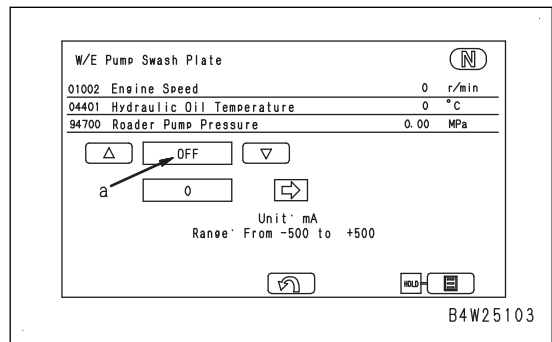 W/E Pump Swash Plate N
01002 Engine Speed 0 r/min
04401 Hydraulic Oil Temperature 0 °C
94700 Roader Pump Pressure 0.00 MPa
OFF
a
0
Unit: mA
Range: From -500 to +500
HOLD
B4W25103